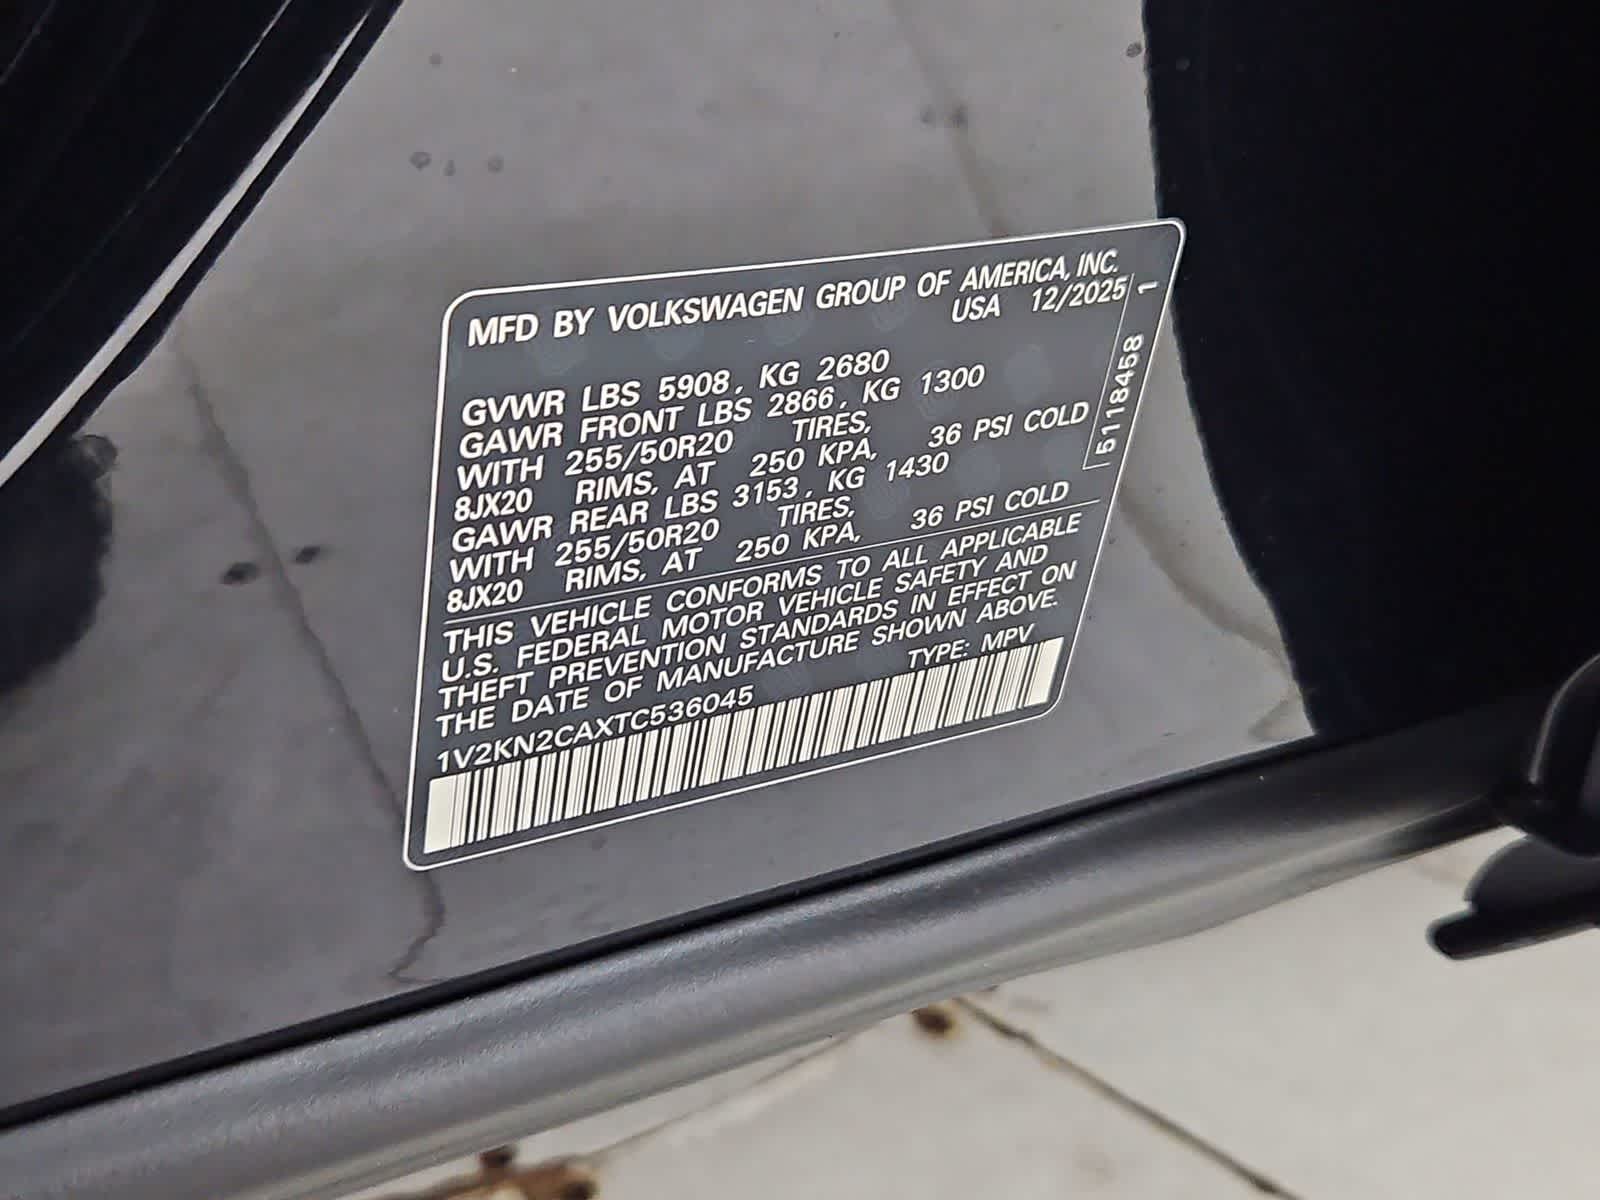 MFD BY VOLKSWAGEN GROUP OF AMERICA, INC.
USA 12/2025
1
5118458
GVWR LBS 5908, KG 2680
GAWR FRONT LBS 2866, KG 1300
WITH 255/50R20 TIRES,
8JX20 RIMS, AT 250 KPA, 36 PSI COLD
GAWR REAR LBS 3153, KG 1430
WITH 255/50R20 TIRES,
8JX20 RIMS, AT 250 KPA, 36 PSI COLD
THIS VEHICLE CONFORMS TO ALL APPLICABLE
U.S. FEDERAL MOTOR VEHICLE SAFETY AND
THEFT PREVENTION STANDARDS IN EFFECT ON
THE DATE OF MANUFACTURE SHOWN ABOVE.
1V2KN2CAXTC536045 TYPE: MPV